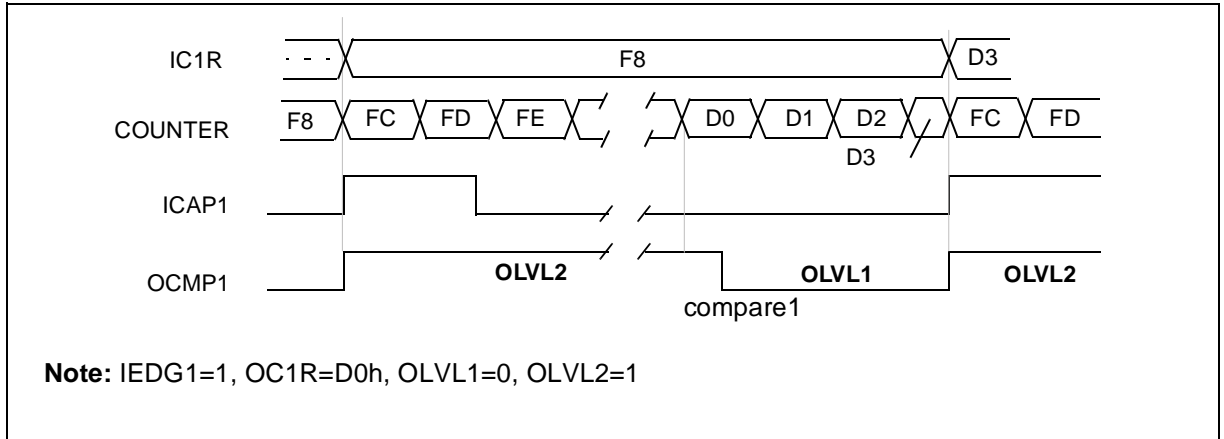 IC1R - - - F8 D3
COUNTER F8 FC FD FE D0 D1 D2 FC FD
D3
ICAP1
OCMP1 OLVL2 OLVL1 OLVL2
compare1
Note: IEDG1=1, OC1R=D0h, OLVL1=0, OLVL2=1